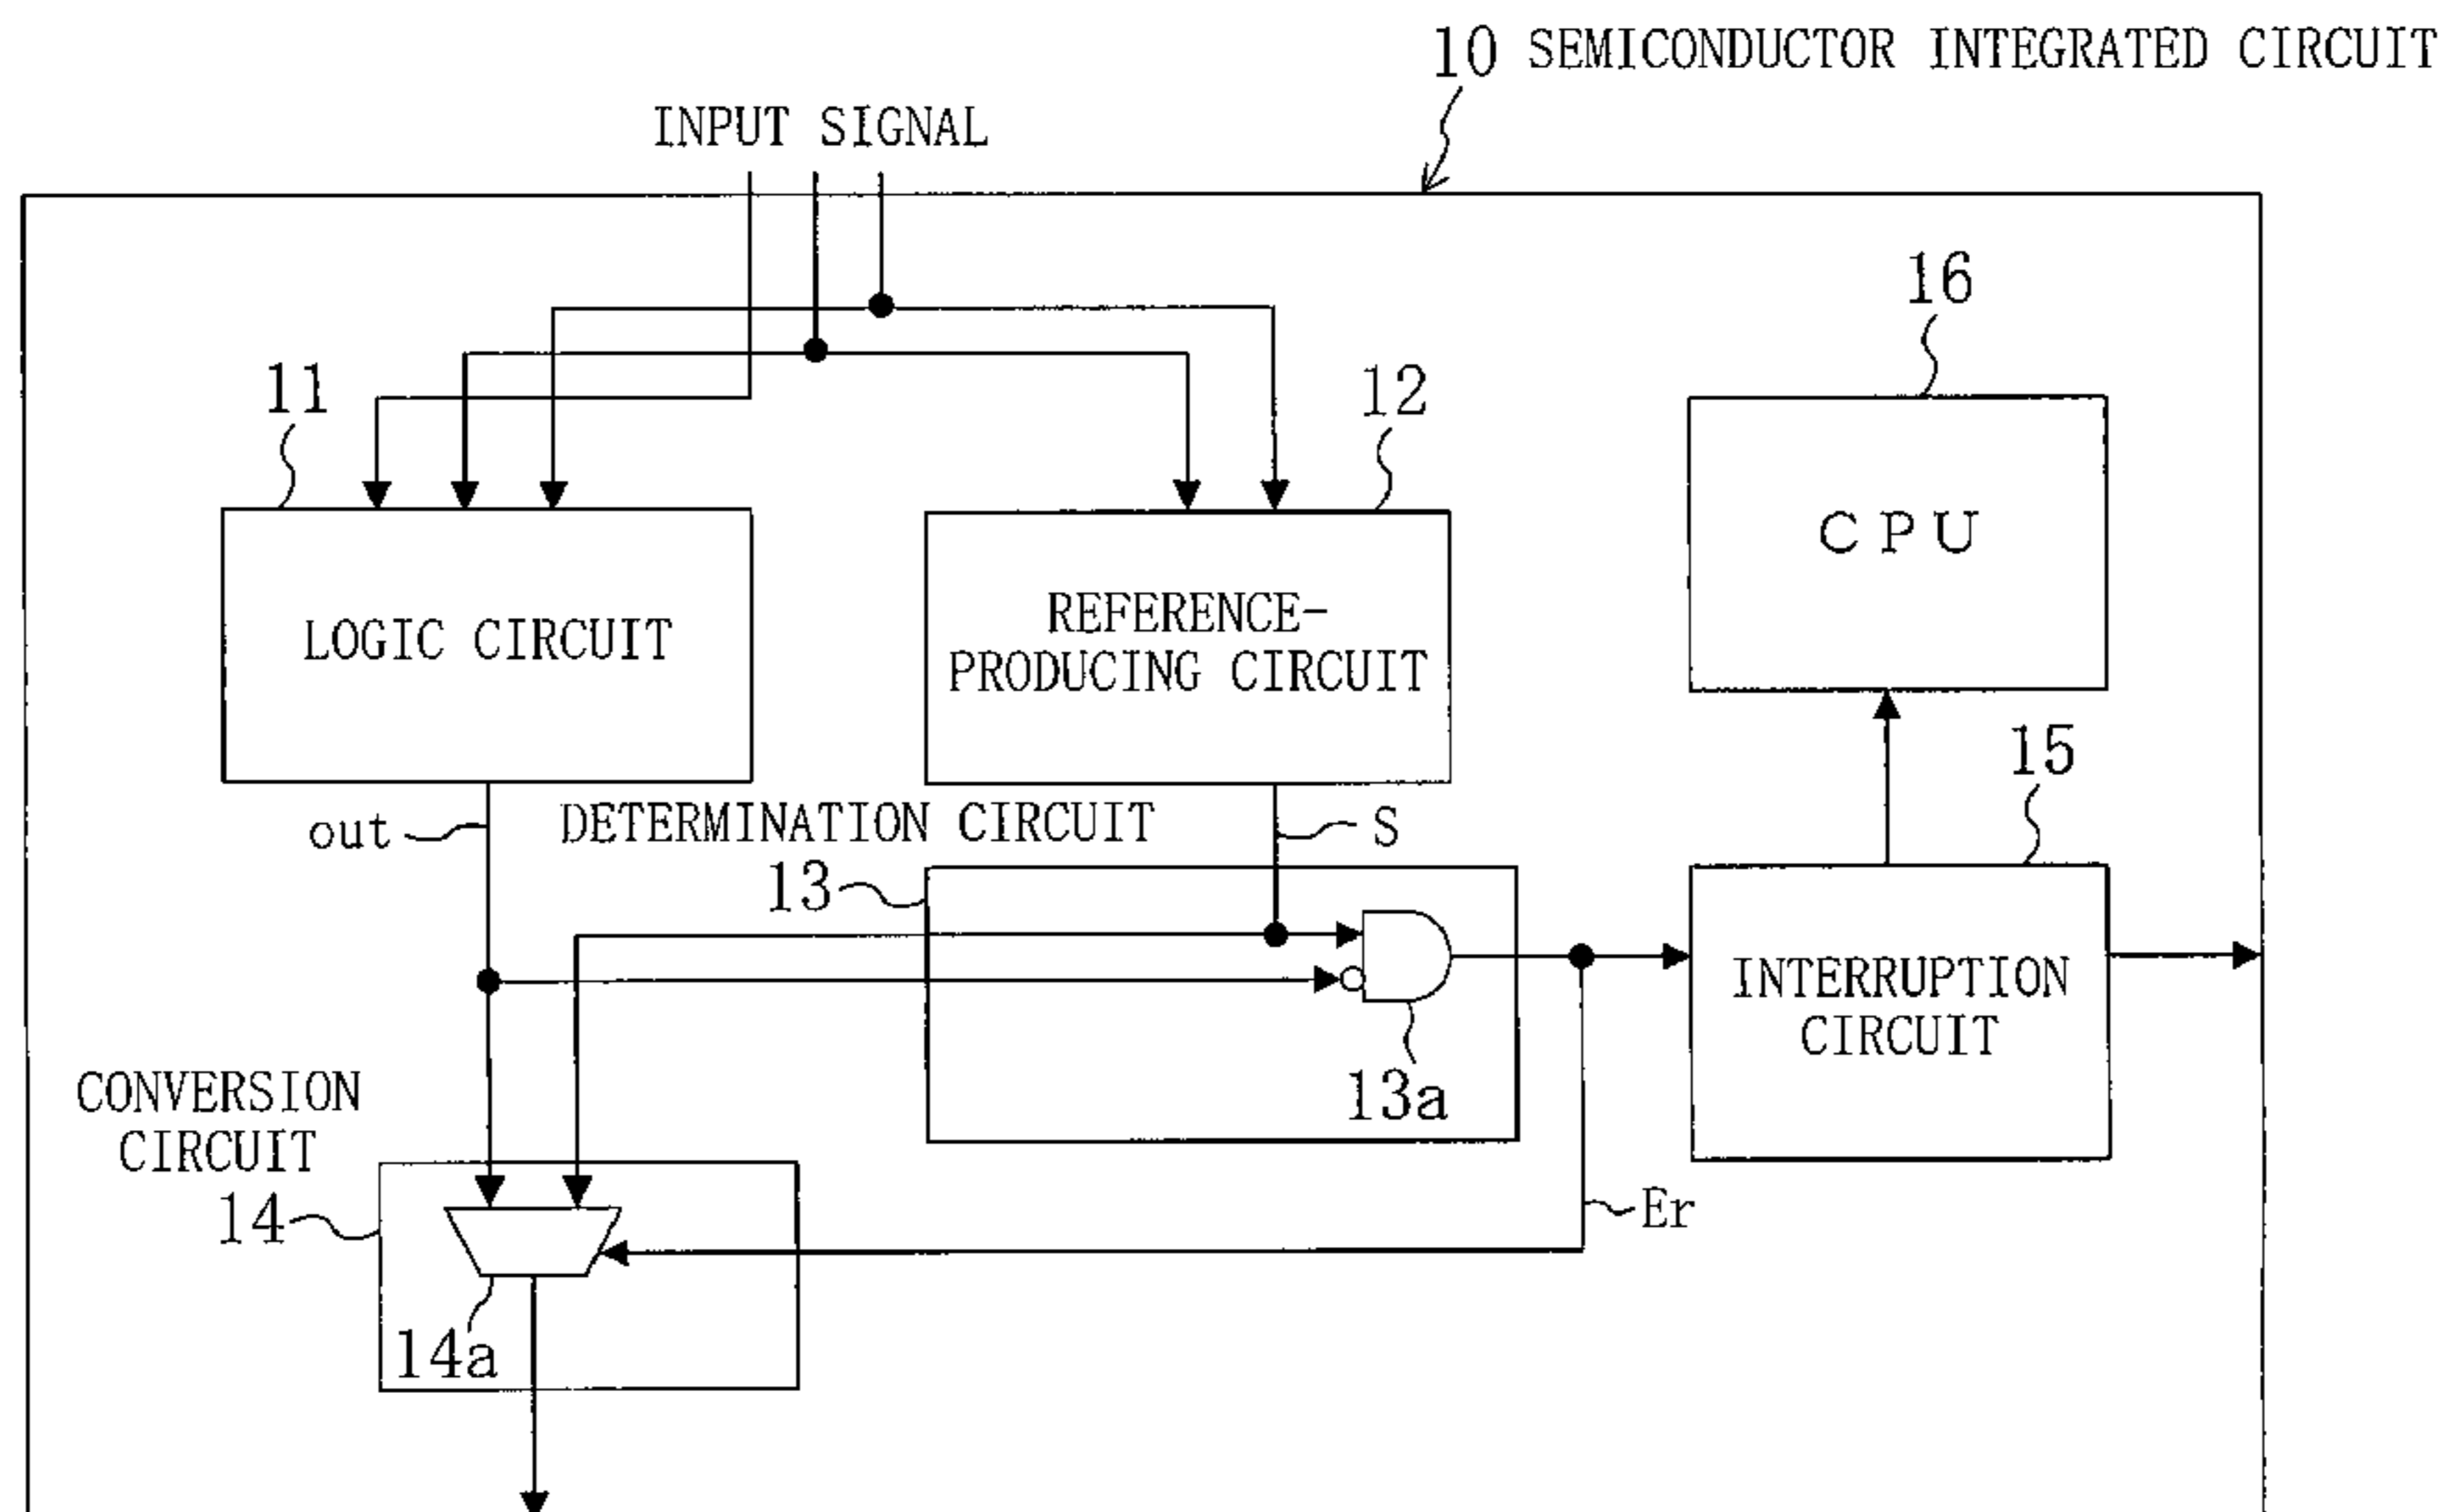 10 SEMICONDUCTOR INTEGRATED CIRCUIT
INPUT SIGNAL
16
11
12
CPU
LOGIC CIRCUIT
REFERENCE-
PRODUCING CIRCUIT
15
out
DETERMINATION CIRCUIT
S
13
INTERRUPTION
CIRCUIT
13a
CONVERSION
CIRCUIT
14
Er
14a